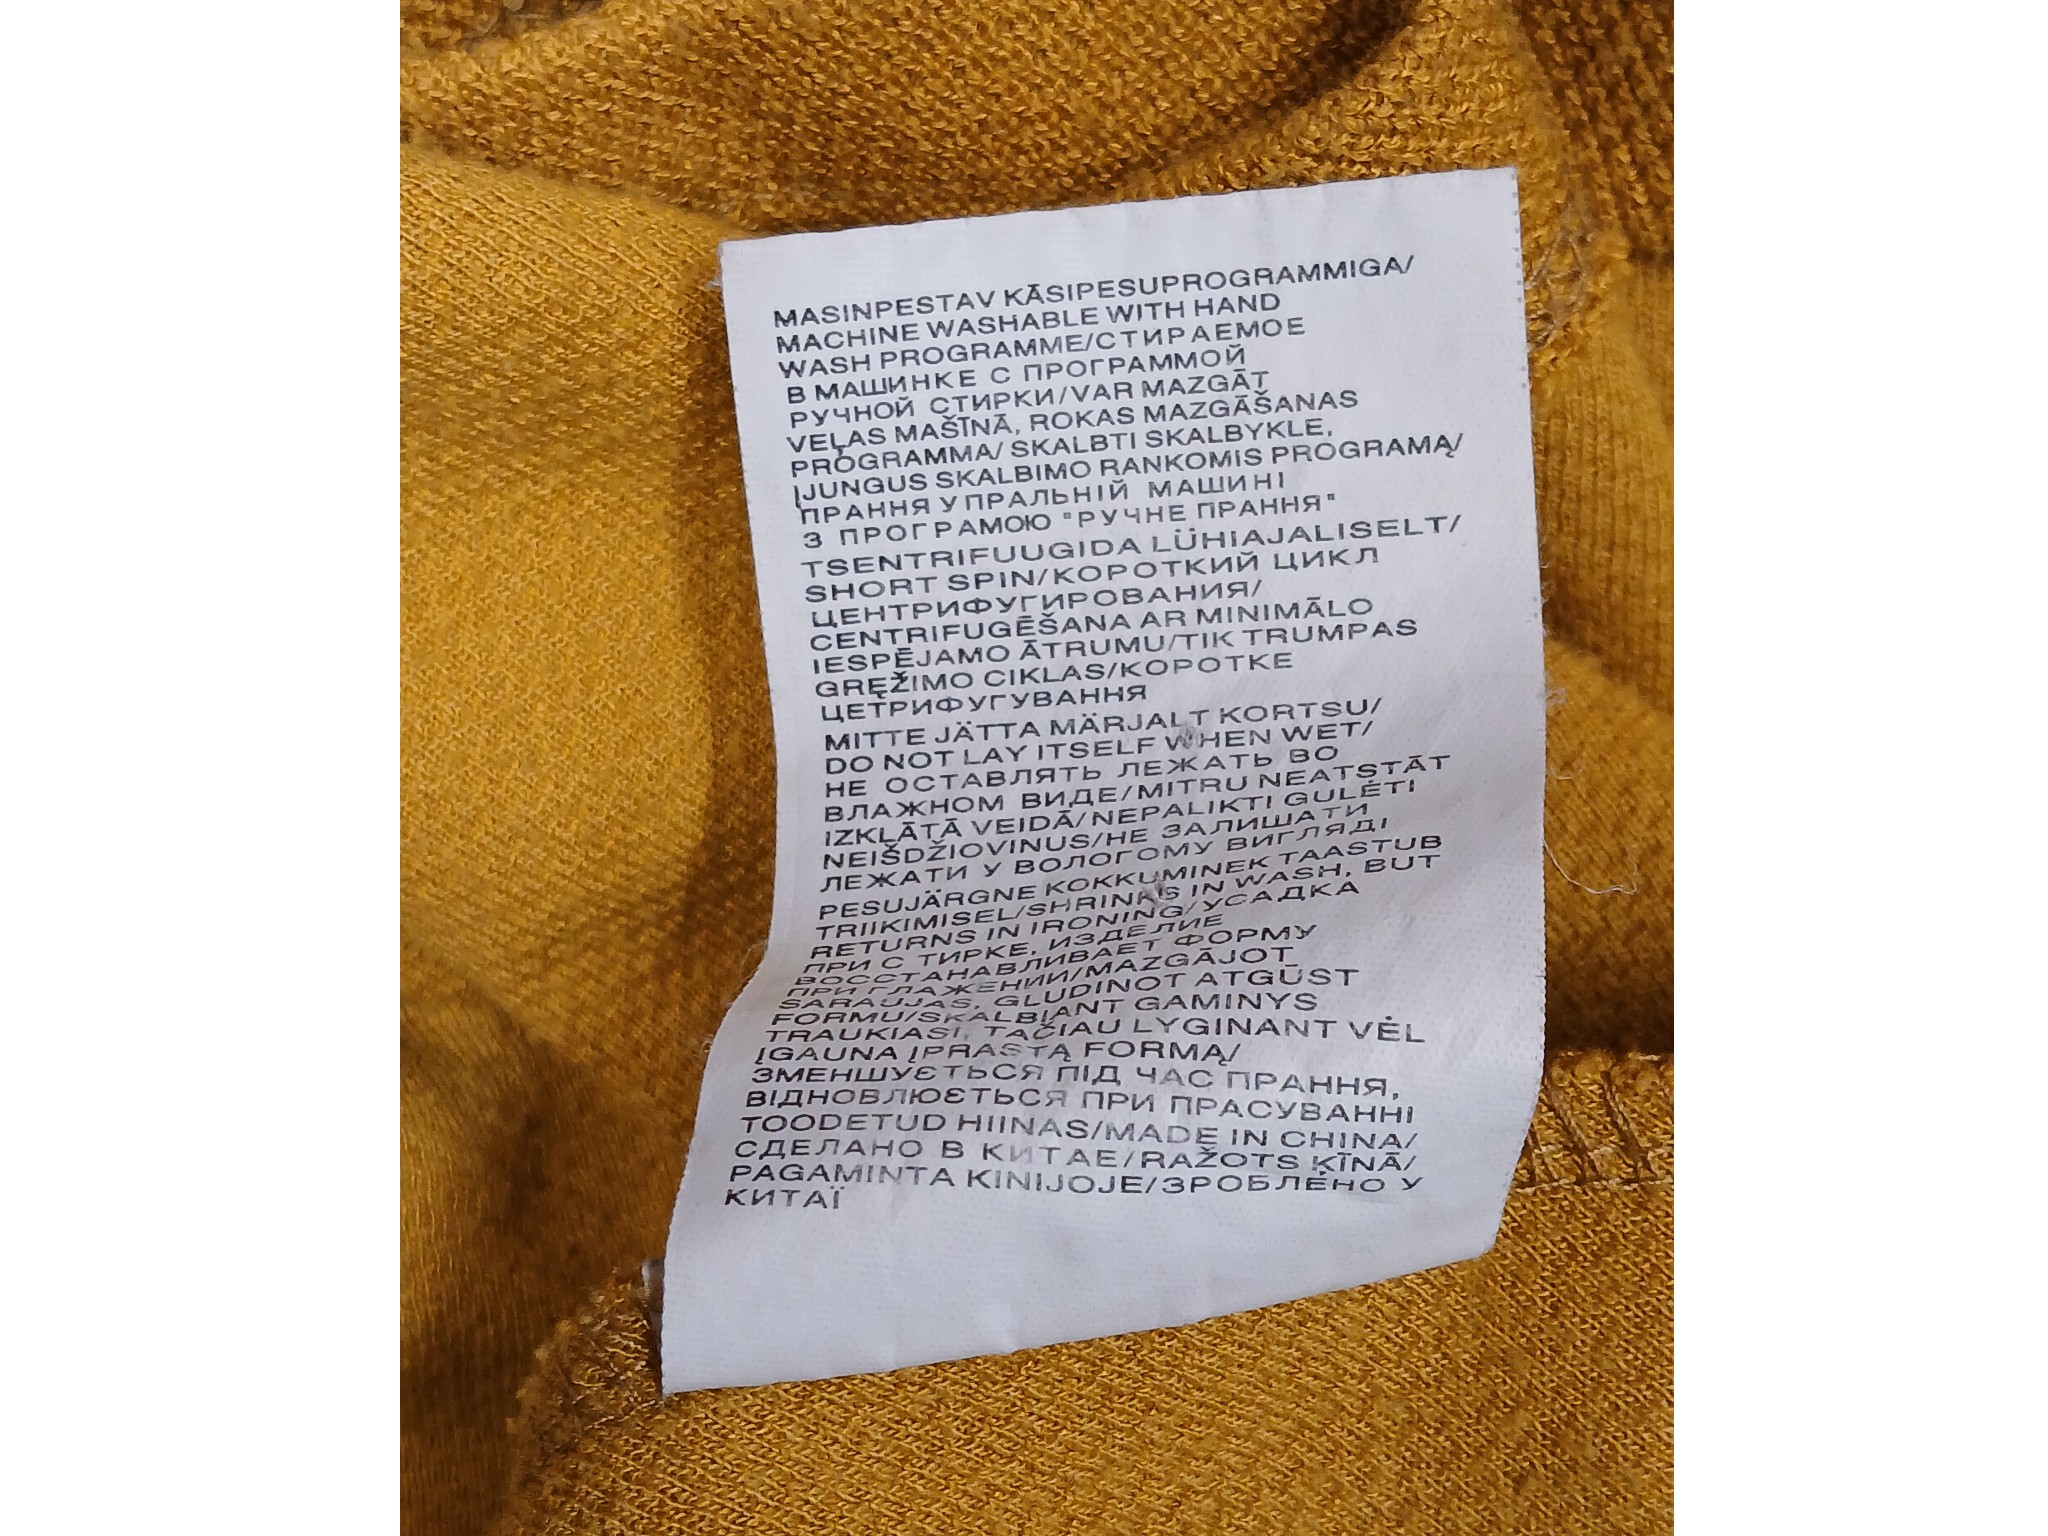 MASINPESTAV KĀSIPESUPROGRAMMIGA/
MACHINE WASHABLE WITH HAND
WASH PROGRAMME/СТИРАЕМОЕ
В МАШИНКЕ С ПРОГРАММОЙ
РУЧНОЙ СТИРКИ/VAR MAZGĀT
VEĻAS MAŠĪNĀ, ROKAS MAZGĀŠANAS
PROGRAMMA/ SKALBTI SKALBYKLE,
ĮJUNGUS SKALBIMO RANKOMIS PROGRAMĄ/
ПРАННЯ У ПРАЛЬНІЙ МАШИНІ
З ПРОГРАМОЮ "РУЧНЕ ПРАННЯ"
TSENTRIFUUGIDA LÜHIAJALISELT/
SHORT SPIN/КОРОТКИЙ ЦИКЛ
ЦЕНТРИФУГИРОВАНИЯ/
CENTRIFUGĒŠANA AR MINIMĀLO
IESPĒJAMO ĀTRUMU/TIK TRUMPAS
GRĘŽIMO CIKLAS/КОРОТКЕ
ЦЕТРИФУГУВАННЯ
MITTE JÄTTA MÄRJALT KORTSU/
DO NOT LAY ITSELF WHEN WET/
НЕ ОСТАВЛЯТЬ ЛЕЖАТЬ ВО
ВЛАЖНОМ ВИДЕ/MITRU NEATSTĀT
IZKLĀTĀ VEIDĀ/NEPALIKTI GULĖTI
NEIŠDŽIOVINUS/НЕ ЗАЛИШАТИ
ЛЕЖАТИ У ВОЛОГОМУ ВИГЛЯДІ
PESUJÄRGNE KOKKUMINEK TAASTUB
TRIIKIMISEL/SHRINKS IN WASH, BUT
RETURNS IN IRONING/УСАДКА
ПРИ С ТИРКЕ, ИЗДЕЛИЕ
ВОССТАНАВЛИВАЕТ ФОРМУ
ПРИ ГЛАЖЕНИИ/MAZGĀJOT
SARAUJAS, GLUDINOT ATGŪST
FORMU/SKALBIANT GAMINYS
TRAUKIASI, TAČIAU LYGINANT VĖL
ĮGAUNA ĮPRASTĄ FORMĄ/
ЗМЕНШУЄТЬСЯ ПІД ЧАС ПРАННЯ,
ВІДНОВЛЮЄТЬСЯ ПРИ ПРАСУВАННІ
TOODETUD HIINAS/MADE IN CHINA/
СДЕЛАНО В КИТАЕ/RAŽOTS ĶĪNĀ/
PAGAMINTA KINIJOJE/ЗРОБЛЕНО У
КИТАЇ